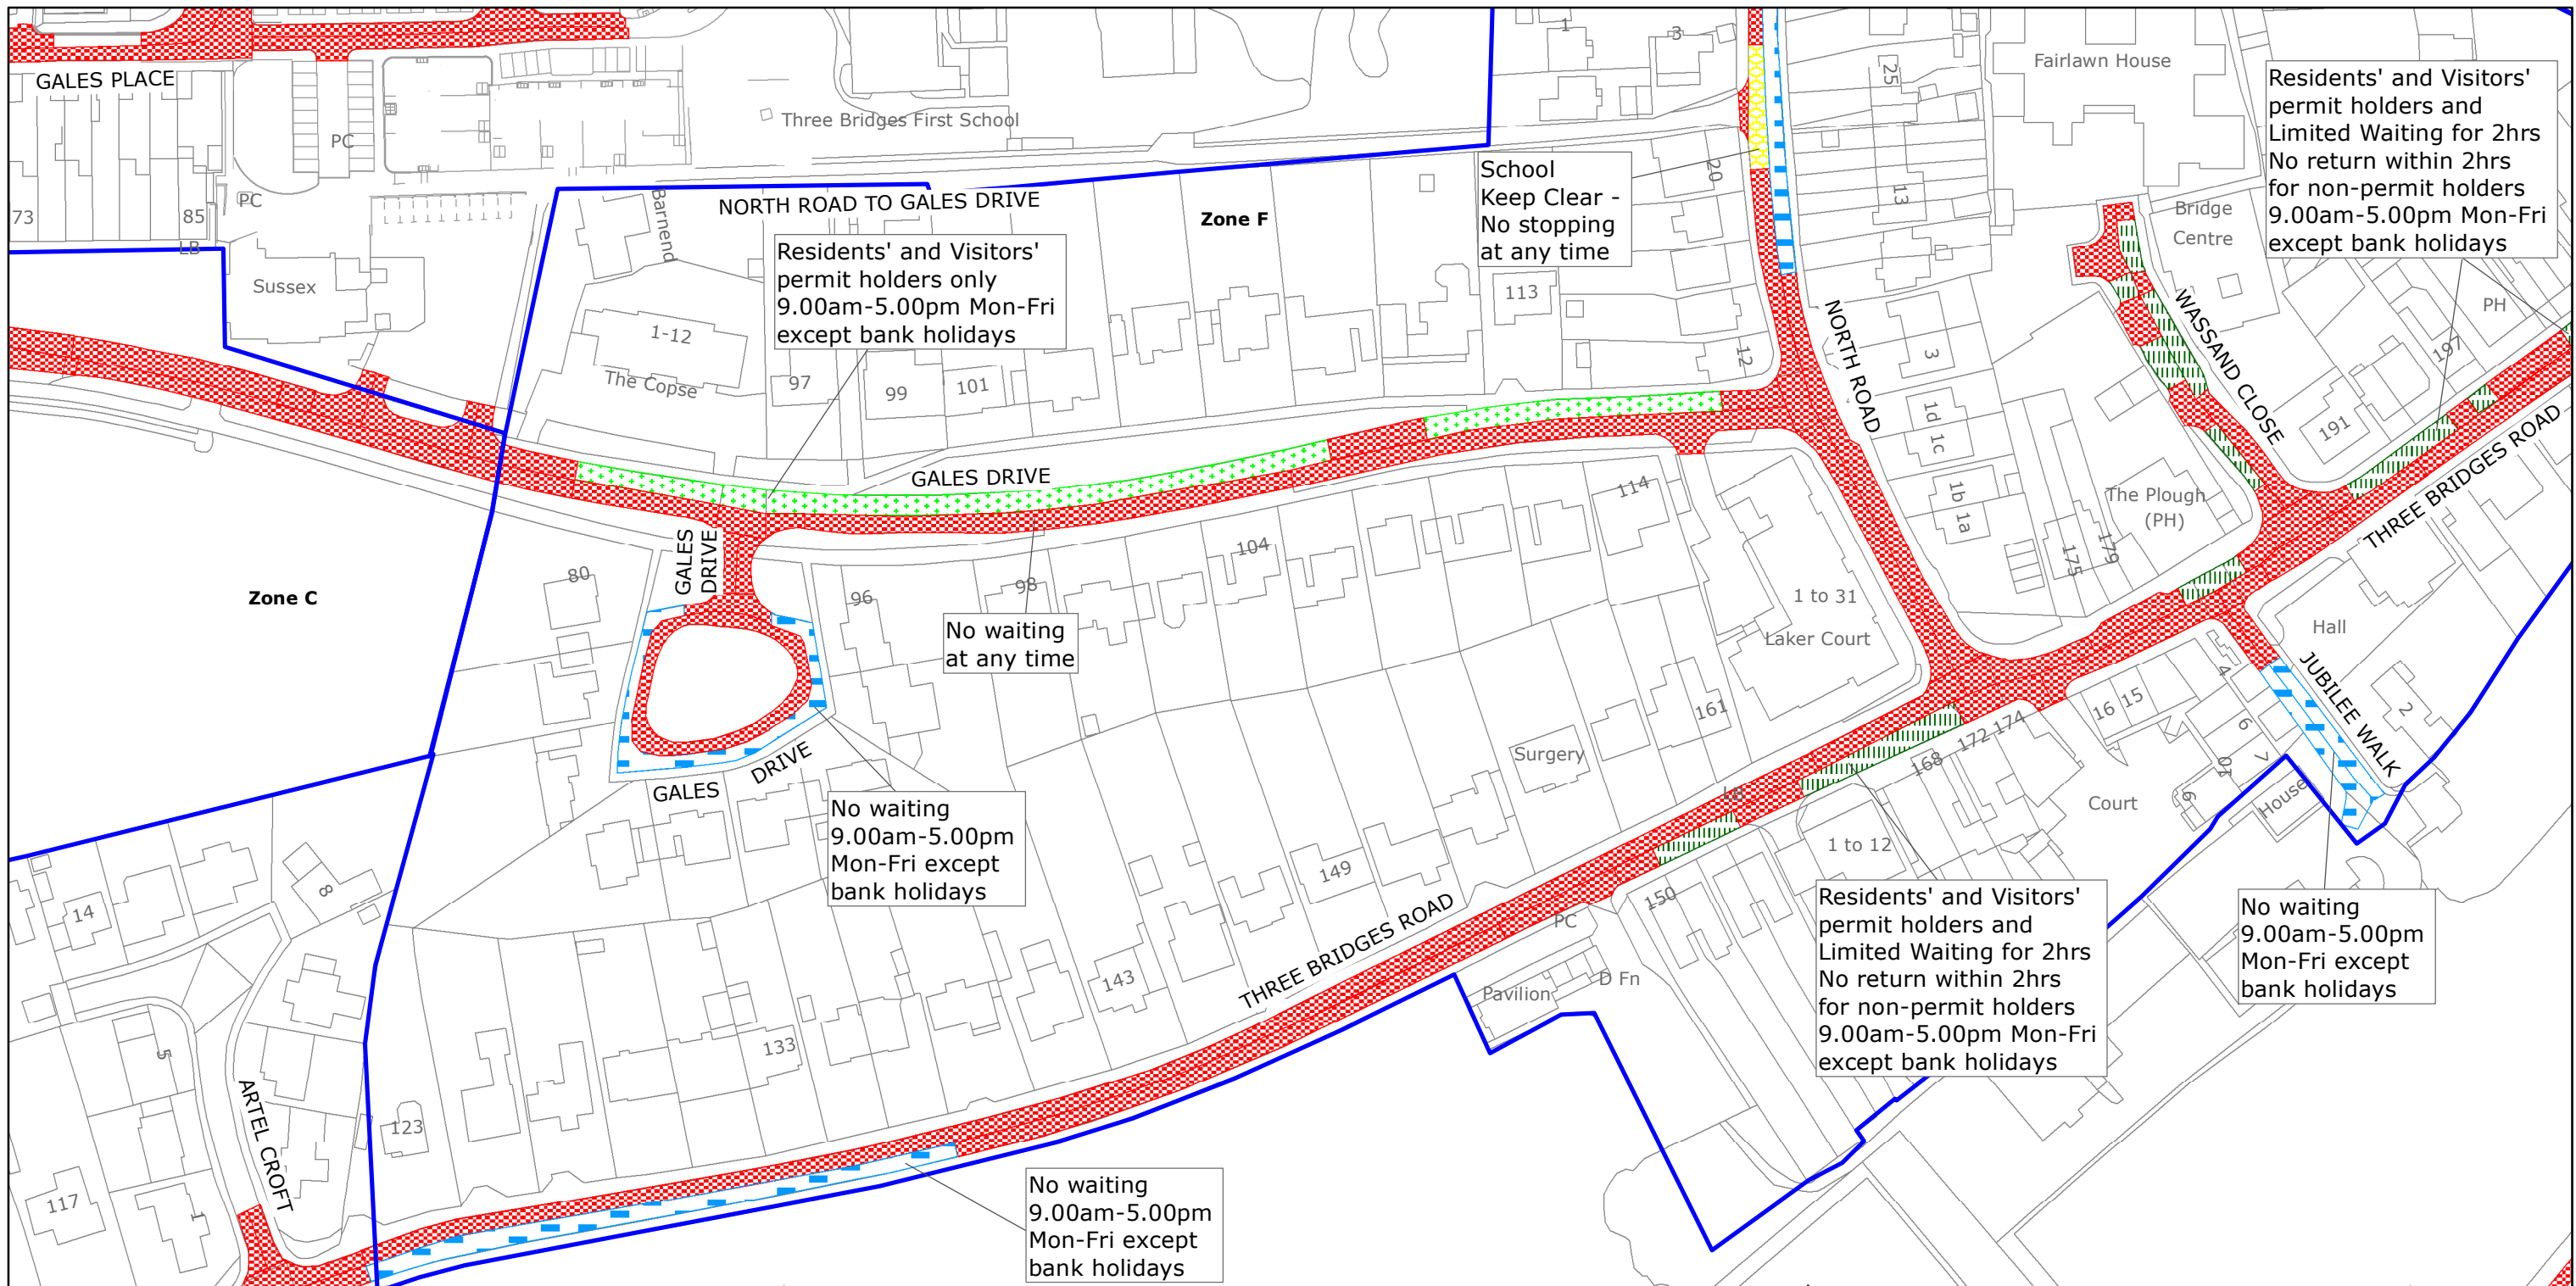 GALES PLACE
73
85
LB
PC
PC
Sussex
Three Bridges First School
Barnend
NORTH ROAD TO GALES DRIVE
Zone F
Residents' and Visitors'
permit holders only
9.00am-5.00pm Mon-Fri
except bank holidays
1-12
The Copse
97
99
101
113
1
3
20
12
School
Keep Clear -
No stopping
at any time
25
13
3
1d 1c
1b 1a
NORTH ROAD
Fairlawn House
Bridge
Centre
Residents' and Visitors'
permit holders and
Limited Waiting for 2hrs
No return within 2hrs
for non-permit holders
9.00am-5.00pm Mon-Fri
except bank holidays
PH
197
191
WASSAND CLOSE
THREE BRIDGES ROAD
The Plough
(PH)
175
179
GALES DRIVE
GALES
DRIVE
Zone C
80
96
98
104
114
No waiting
at any time
1 to 31
Laker Court
161
Surgery
Hall
JUBILEE WALK
2
4
6
7
10
9
House
16
15
Court
174
172
168
LB
1 to 12
150
PC
D Fn
Pavilion
GALES DRIVE
No waiting
9.00am-5.00pm
Mon-Fri except
bank holidays
149
143
133
123
THREE BRIDGES ROAD
Residents' and Visitors'
permit holders and
Limited Waiting for 2hrs
No return within 2hrs
for non-permit holders
9.00am-5.00pm Mon-Fri
except bank holidays
No waiting
9.00am-5.00pm
Mon-Fri except
bank holidays
14
8
5
1
117
ARTEL CROFT
No waiting
9.00am-5.00pm
Mon-Fri except
bank holidays